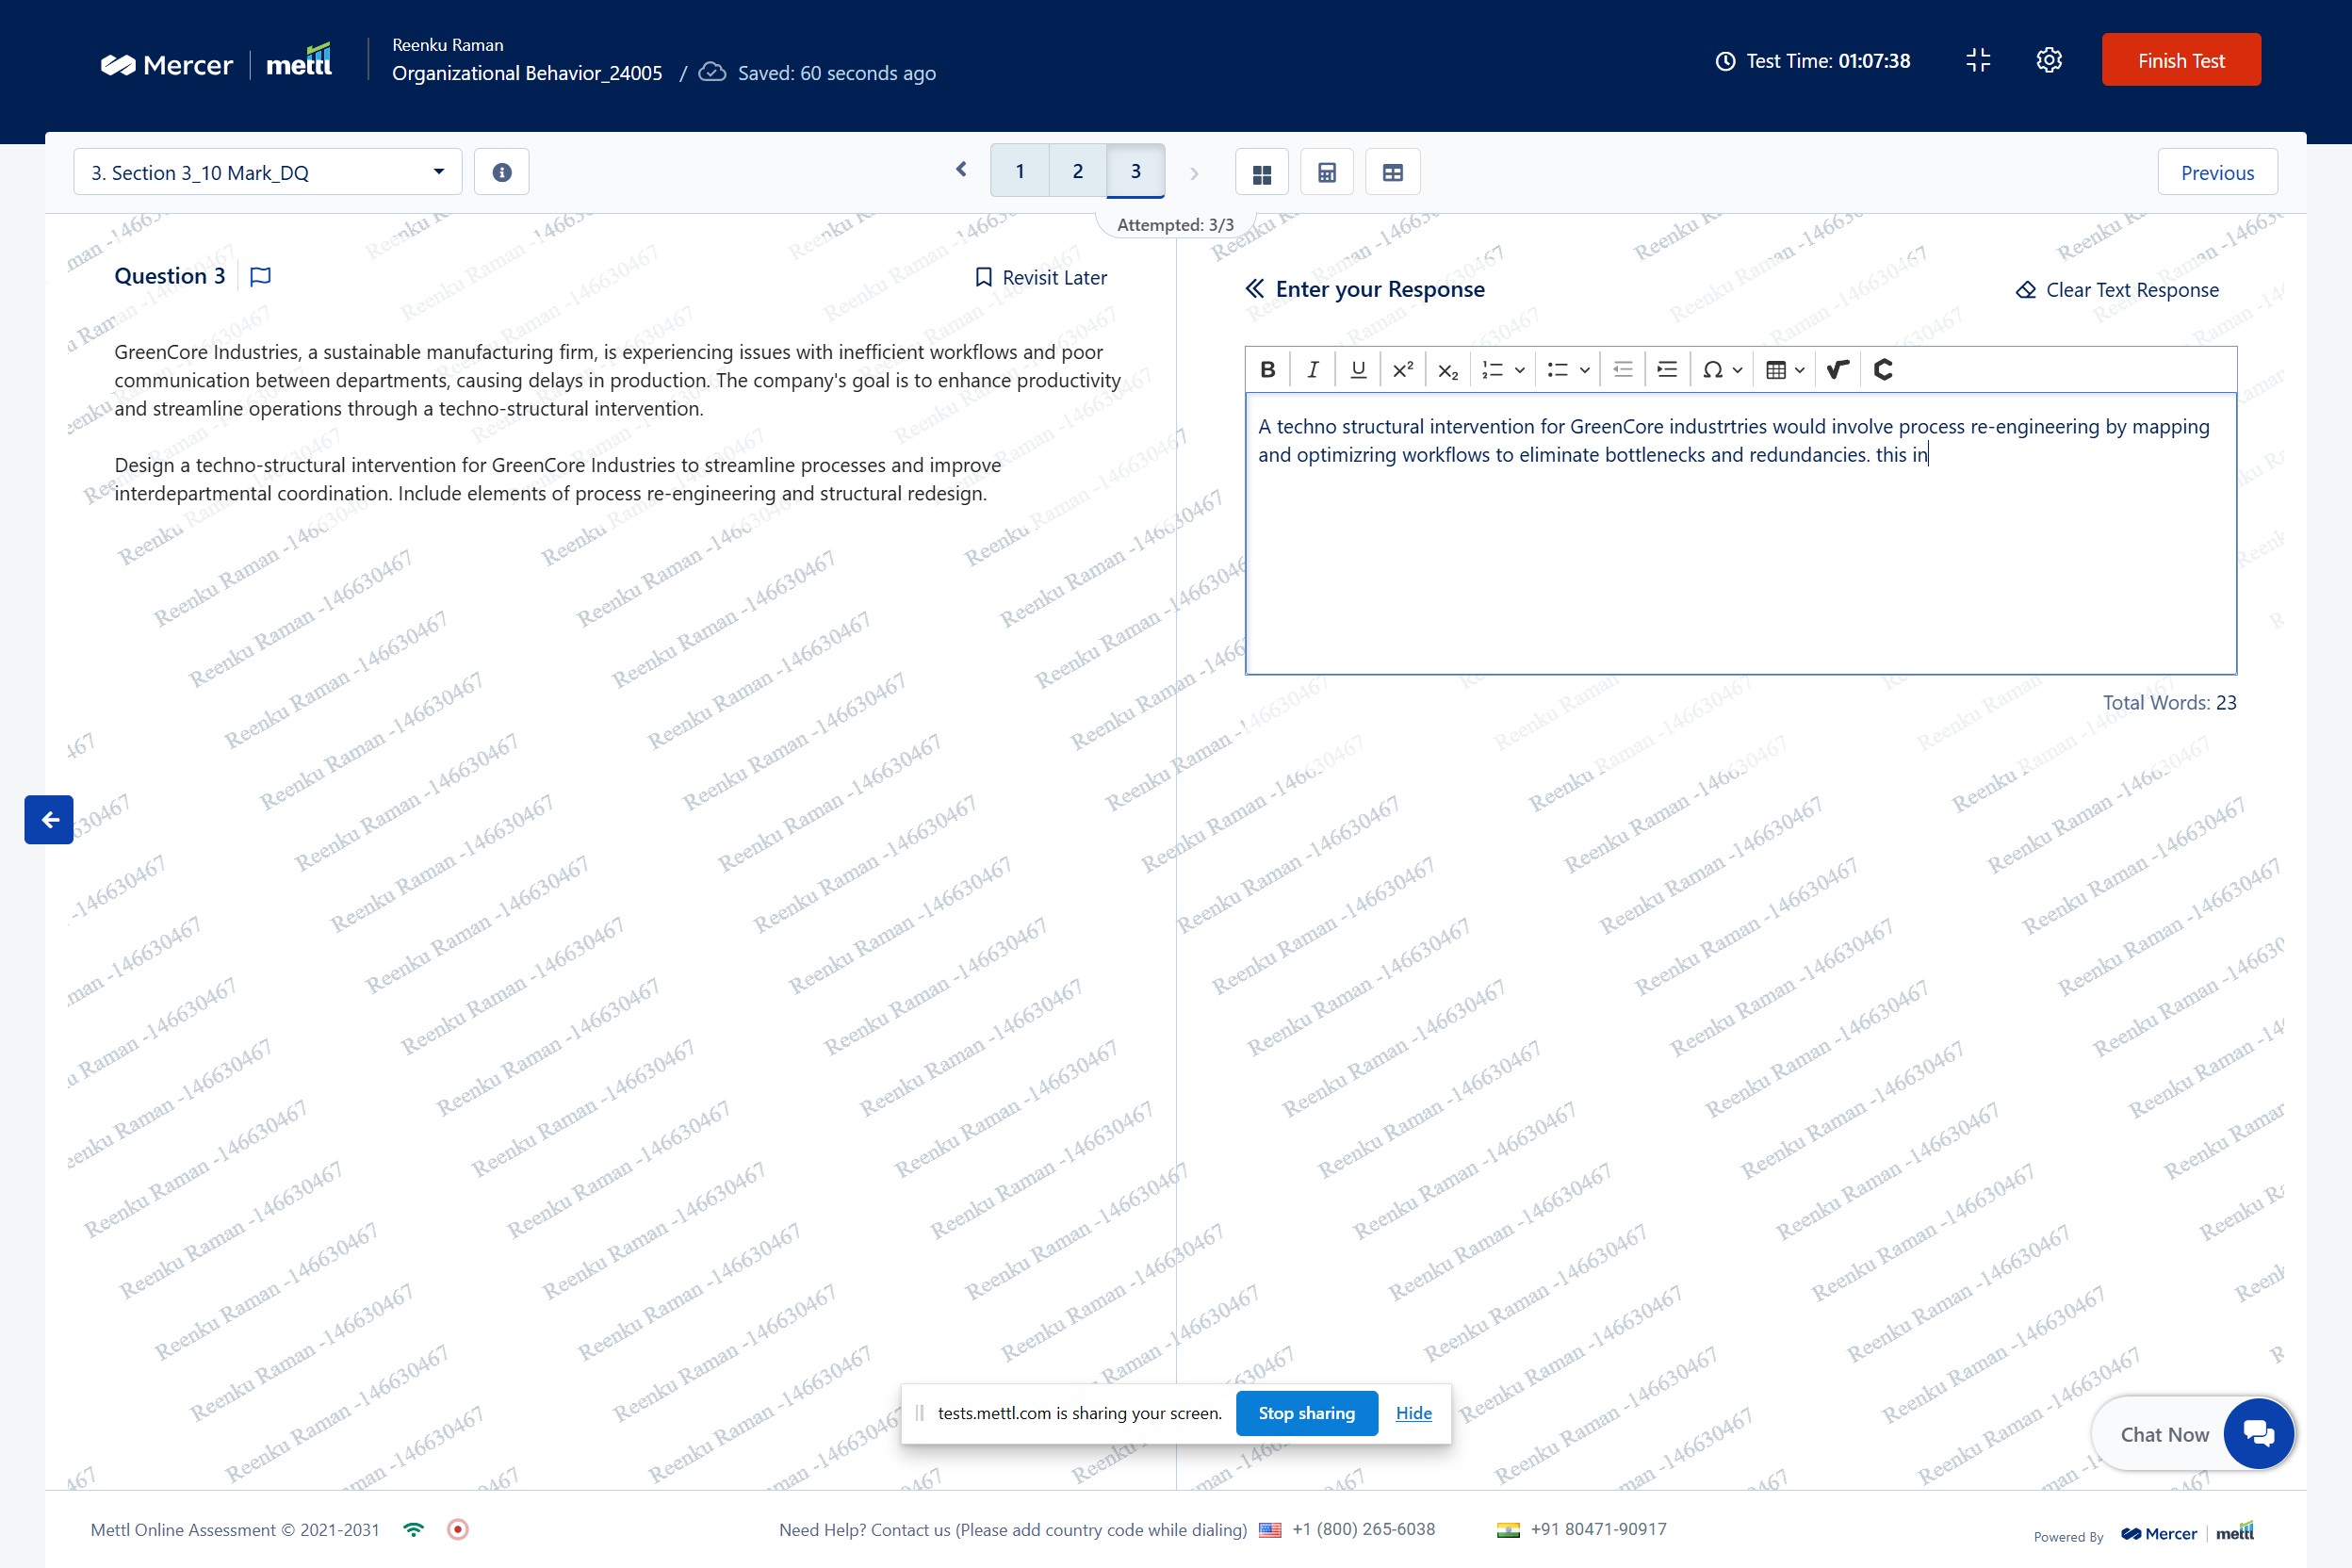 Mercer | mettl
Reenku Raman
Organizational Behavior_24005 / Saved: 60 seconds ago
Test Time: 01:07:38
Finish Test
3. Section 3_10 Mark_DQ
1 2 3
Previous
Attempted: 3/3
Question 3
Revisit Later
GreenCore Industries, a sustainable manufacturing firm, is experiencing issues with inefficient workflows and poor
communication between departments, causing delays in production. The company's goal is to enhance productivity
and streamline operations through a techno-structural intervention.
Design a techno-structural intervention for GreenCore Industries to streamline processes and improve
interdepartmental coordination. Include elements of process re-engineering and structural redesign.
Enter your Response
Clear Text Response
A techno structural intervention for GreenCore industrtries would involve process re-engineering by mapping
and optimizring workflows to eliminate bottlenecks and redundancies. this in
Total Words: 23
Reenku Raman -146630467
tests.mettl.com is sharing your screen.
Stop sharing
Hide
Chat Now
Mettl Online Assessment © 2021-2031
Need Help? Contact us (Please add country code while dialing) +1 (800) 265-6038 +91 80471-90917
Powered By Mercer | mettl